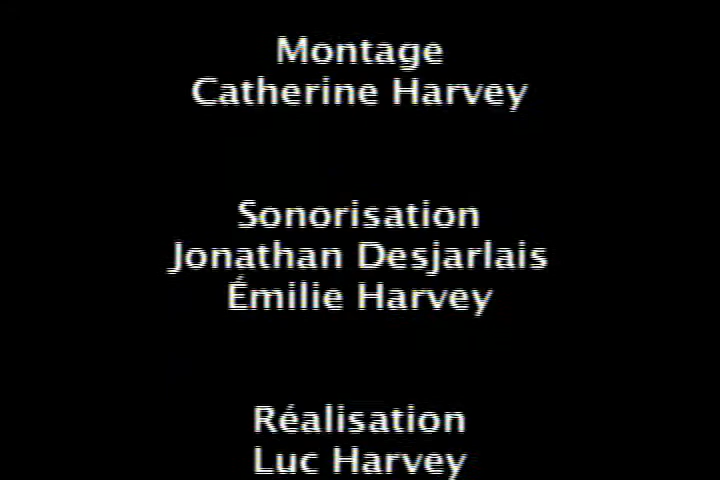 Montage
Catherine Harvey
Sonorisation
Jonathan Desjarlais
Émilie Harvey
Réalisation
Luc Harvey